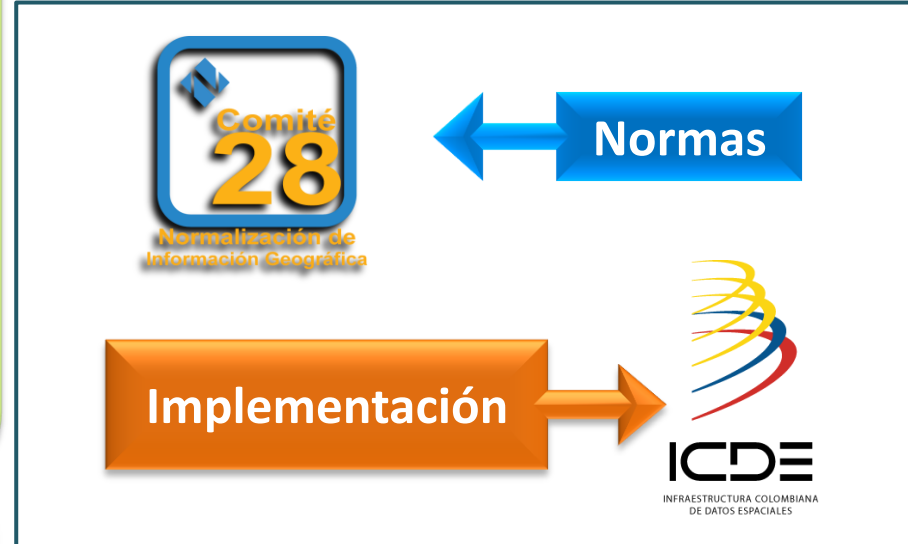 Comité
28
Normalización de
Información Geográfica
Normas
Implementación
ICDE
INFRAESTRUCTURA COLOMBIANA
DE DATOS ESPACIALES